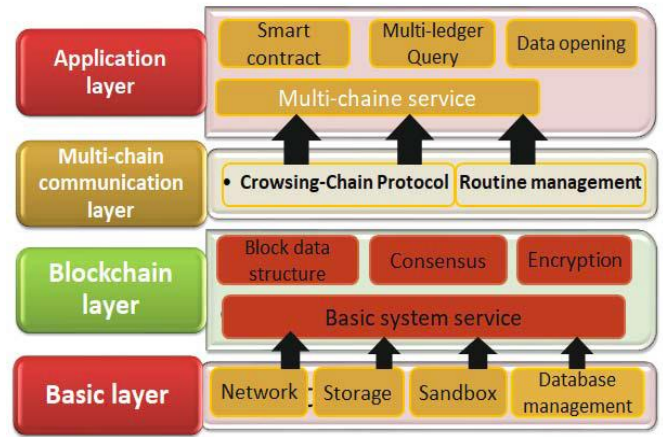 Application
layer
Smart
contract
Multi-ledger
Query
Data opening
Multi-chaine service
Multi-chain
communication
layer
• Crowsing-Chain Protocol
Routine management
Blockchain
layer
Block data
structure
Consensus
Encryption
Basic system service
Basic layer
Network
Storage
Sandbox
Database
management